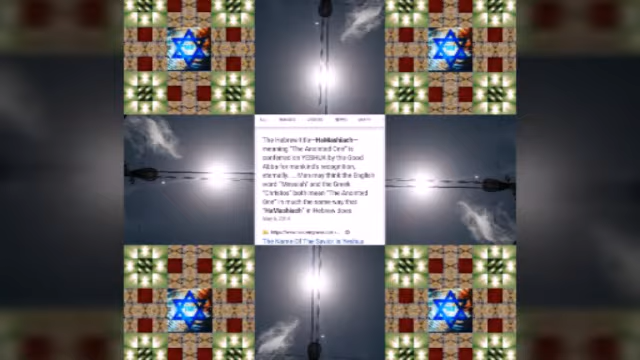 The Hebrew title—HaMashiach—
meaning "The Anointed One" is
conferred on YESHUA by the Good
Abba for mankind's recognition,
eternally. ... Men may think the English
word "Messiah" and the Greek
"Christos" both mean "The Anointed
One" in much the same way that
"HaMashiach" in Hebrew does
The Name Of The Savior Is Yeshua